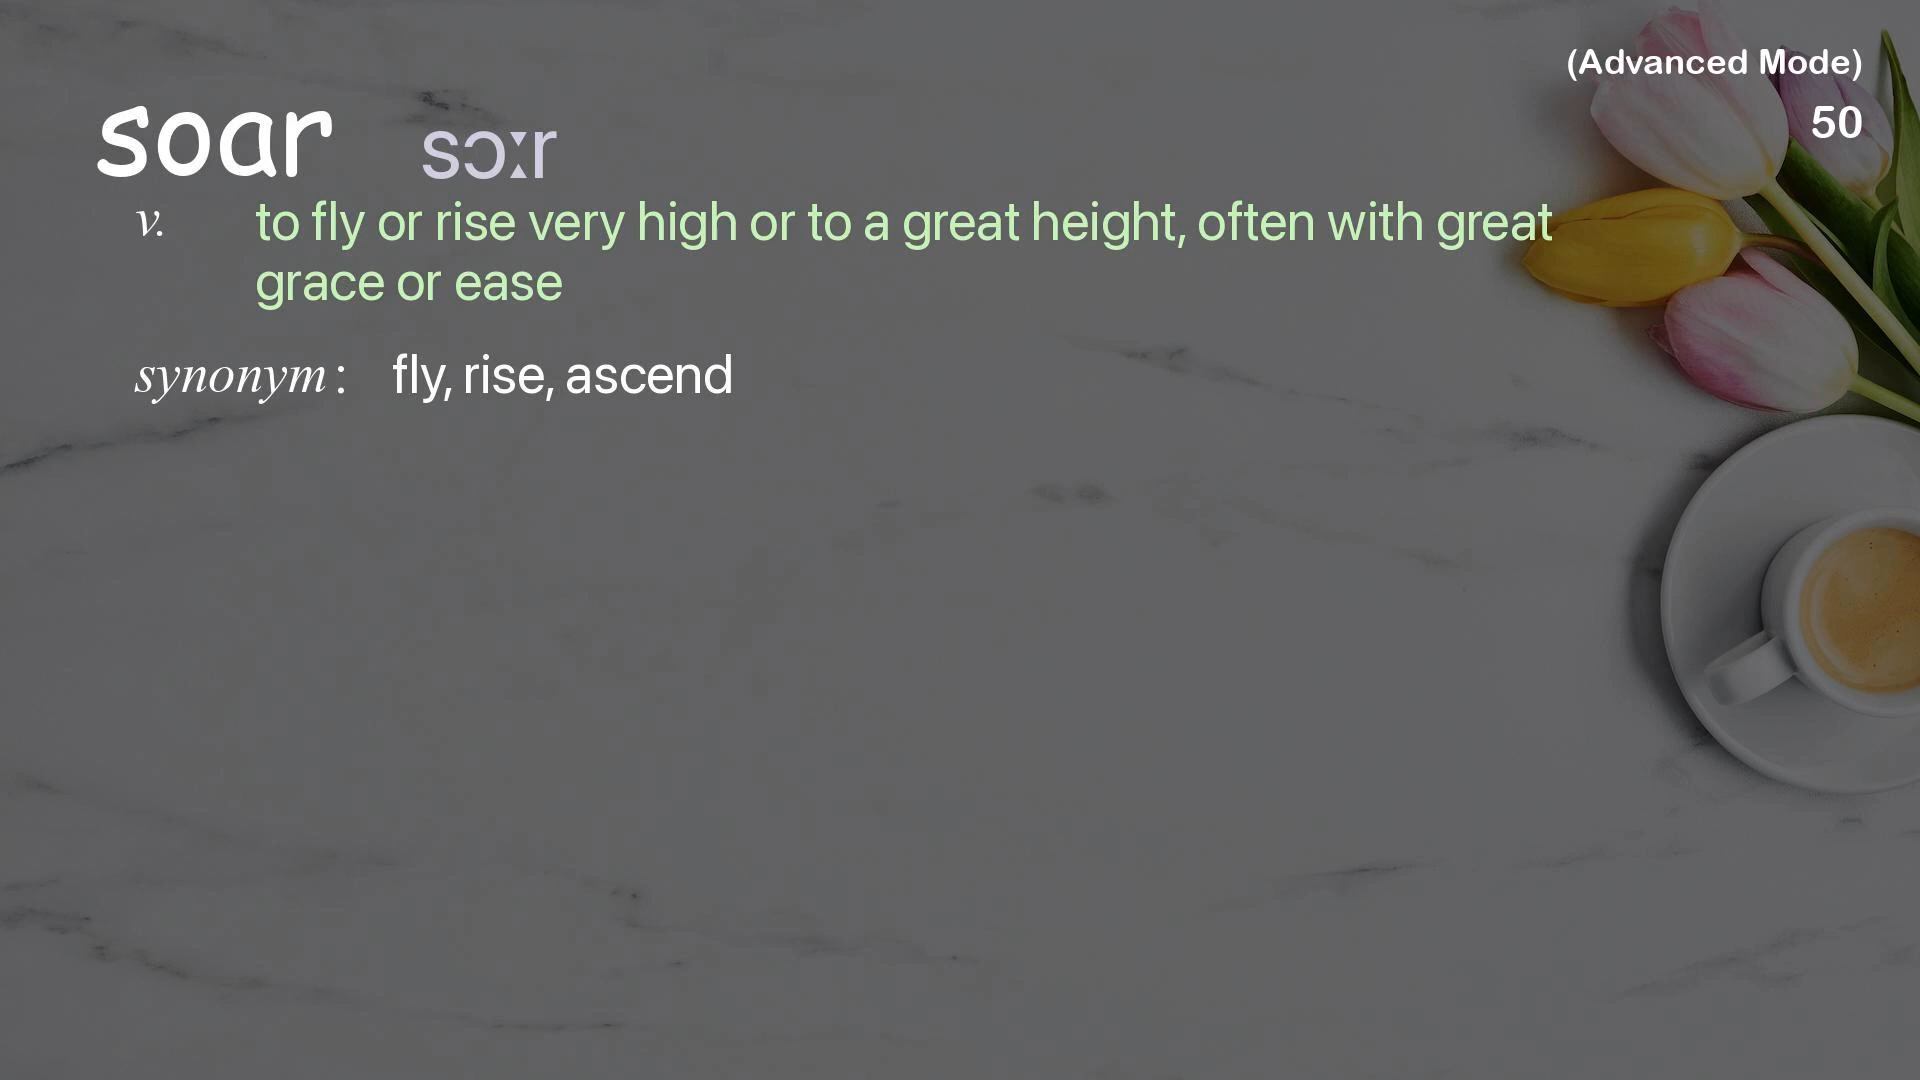 (Advanced Mode)
50
soar sɔːr
v. to fly or rise very high or to a great height, often with great
grace or ease
synonym : fly, rise, ascend